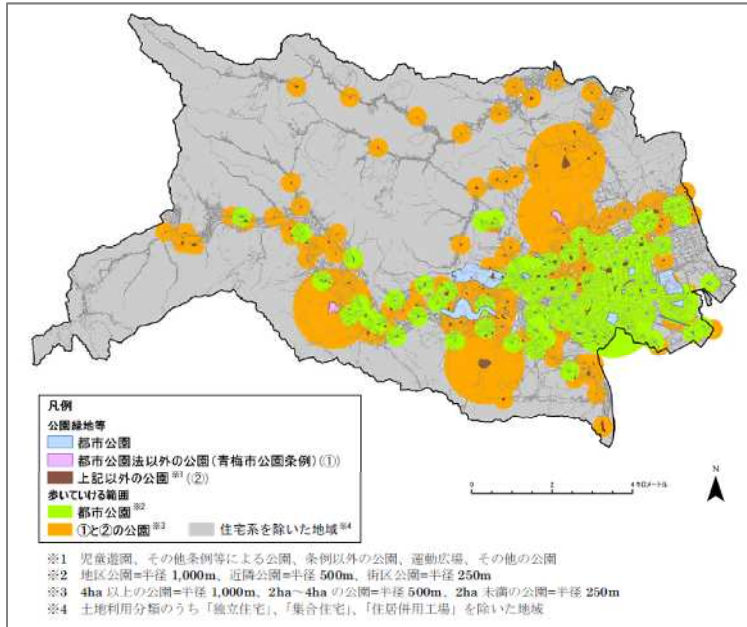 凡例
公園緑地等
都市公園
都市公園法以外の公園(青梅市公園条例)(①)
上記以外の公園※1(②)
歩いていける範囲
都市公園※2
①と②の公園※3
住宅系を除いた地域※4
0 2 4 キロメートル
N
※1 児童遊園、その他条例等による公園、条例以外の公園、運動広場、その他の公園
※2 地区公園=半径 1,000m、近隣公園=半径 500m、街区公園=半径 250m
※3 4ha 以上の公園=半径 1,000m、2ha~4ha の公園=半径 500m、2ha 未満の公園=半径 250m
※4 土地利用分類のうち「独立住宅」、「集合住宅」、「住居併用工場」を除いた地域